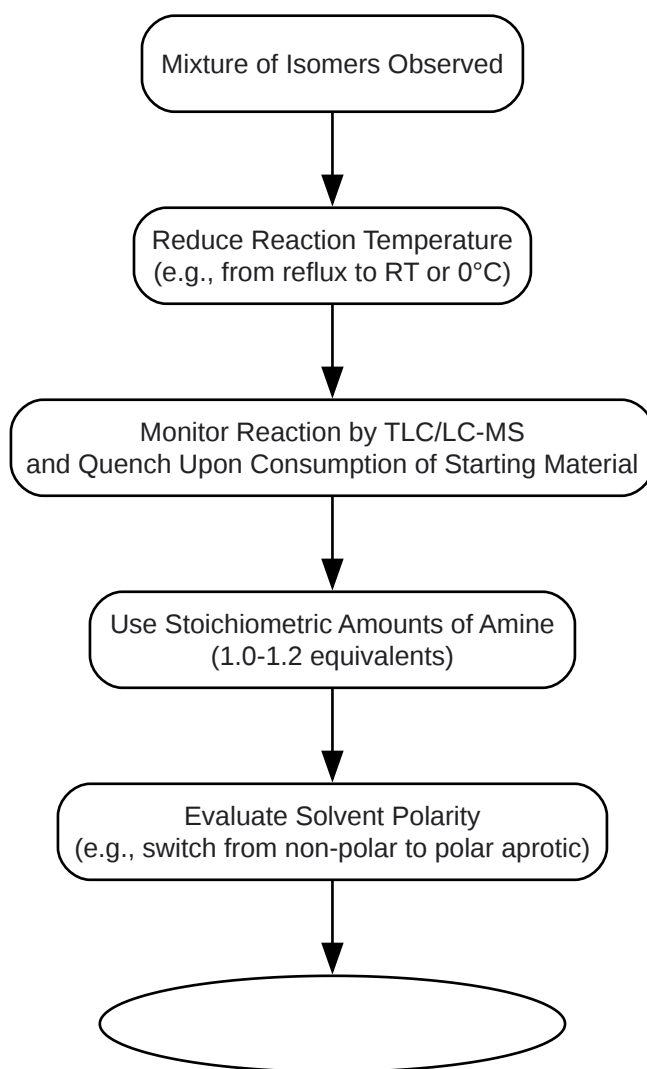 Mixture of Isomers Observed
Reduce Reaction Temperature
(e.g., from reflux to RT or 0°C)
Monitor Reaction by TLC/LC-MS
and Quench Upon Consumption of Starting Material
Use Stoichiometric Amounts of Amine
(1.0-1.2 equivalents)
Evaluate Solvent Polarity
(e.g., switch from non-polar to polar aprotic)